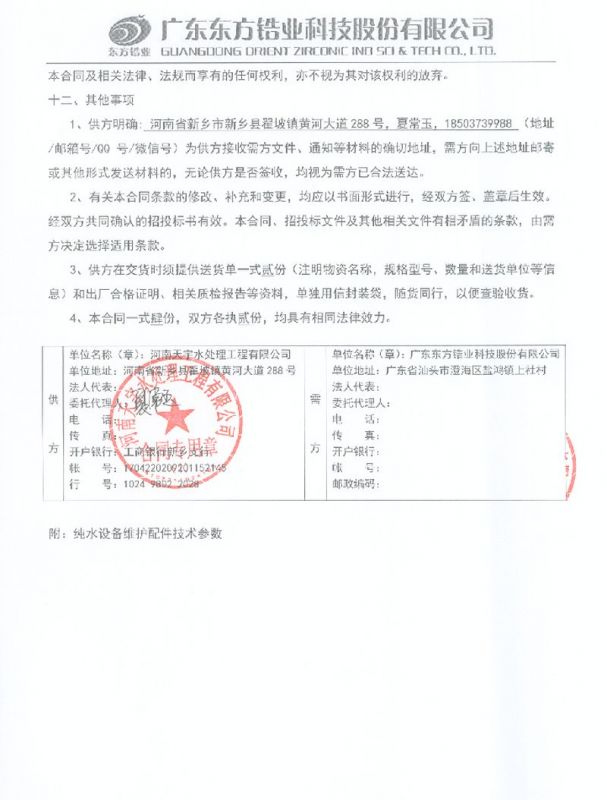 东方锆业
广东东方锆业科技股份有限公司
GUANGDONG ORIENT ZIRCONIC IND SCI & TECH CO., LTD.
本合同及相关法律、法规而享有的任何权利，亦不视为其对该权利的放弃。
十二、其他事项
1、供方明确：河南省新乡市新乡县翟坡镇黄河大道 288 号，夏常玉，18503739988（地址
/邮箱号/QQ 号/微信号）为供方接收需方文件、通知等材料的确切地址，需方向上述地址邮寄
或其他形式发送材料的，无论供方是否签收，均视为需方已合法送达。
2、有关本合同条款的修改、补充和变更，均应以书面形式进行，经双方签、盖章后生效。
经双方共同确认的招投标书有效。本合同、招投标文件及其他相关文件有相矛盾的条款，由需
方决定选择适用条款。
3、供方在交货时须提供送货单一式贰份（注明物资名称，规格型号、数量和送货单位等信
息）和出厂合格证明、相关质检报告等资料，单独用信封装袋，随货同行，以便查验收货。
4、本合同一式肆份，双方各执贰份，均具有相同法律效力。
供方
单位名称（章）：河南天宇水处理工程有限公司
单位地址：河南省新乡县翟坡镇黄河大道 288 号
法人代表：
委托代理人：
电 话：
传 真：
开户银行：工商银行新乡支行
帐 号：1704220209201152145
行 号：1024 9802 2028
河南天宇水处理工程有限公司
合同专用章
需方
单位名称（章）：广东东方锆业科技股份有限公司
单位地址：广东省汕头市澄海区盐鸿镇上社村
法人代表：
委托代理人：
电 话：
传 真：
开户银行：
帐 号：
邮政编码：
附：纯水设备维护配件技术参数